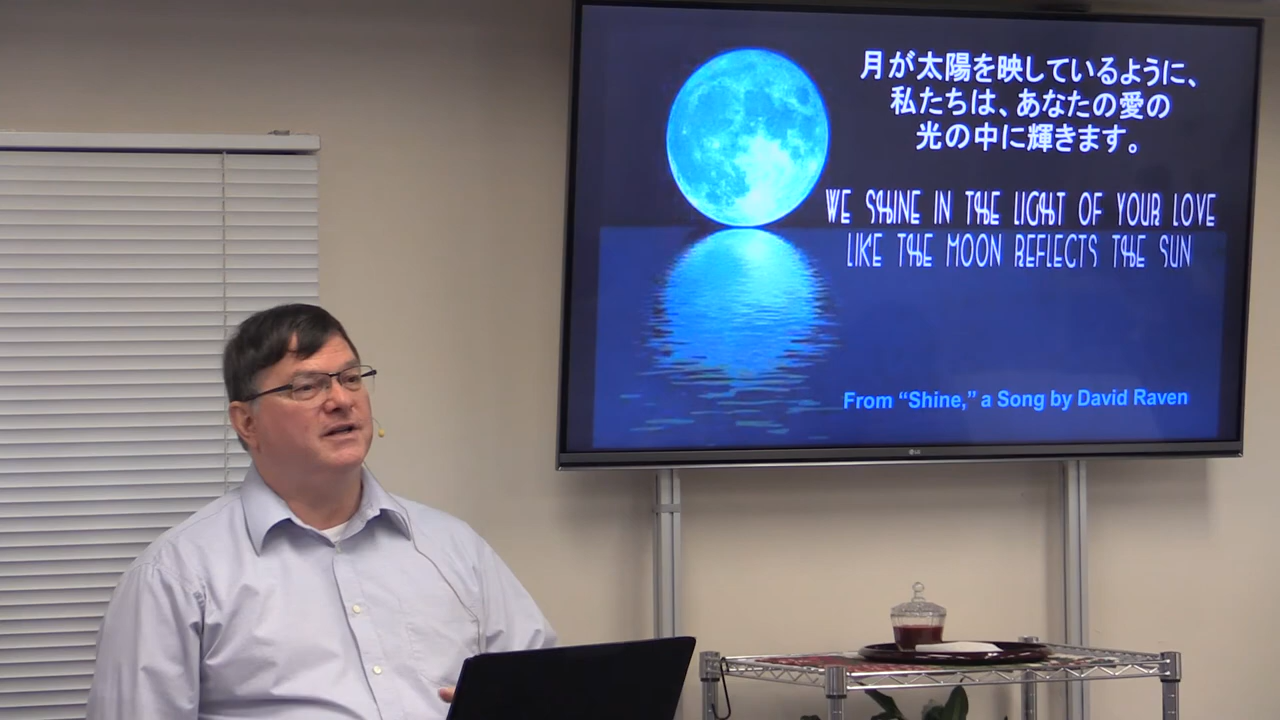 月が太陽を映しているように、
私たちは、あなたの愛の
光の中に輝きます。
WE SHINE IN THE LIGHT OF YOUR LOVE
LIKE THE MOON REFLECTS THE SUN
From “Shine,” a Song by David Raven
LG